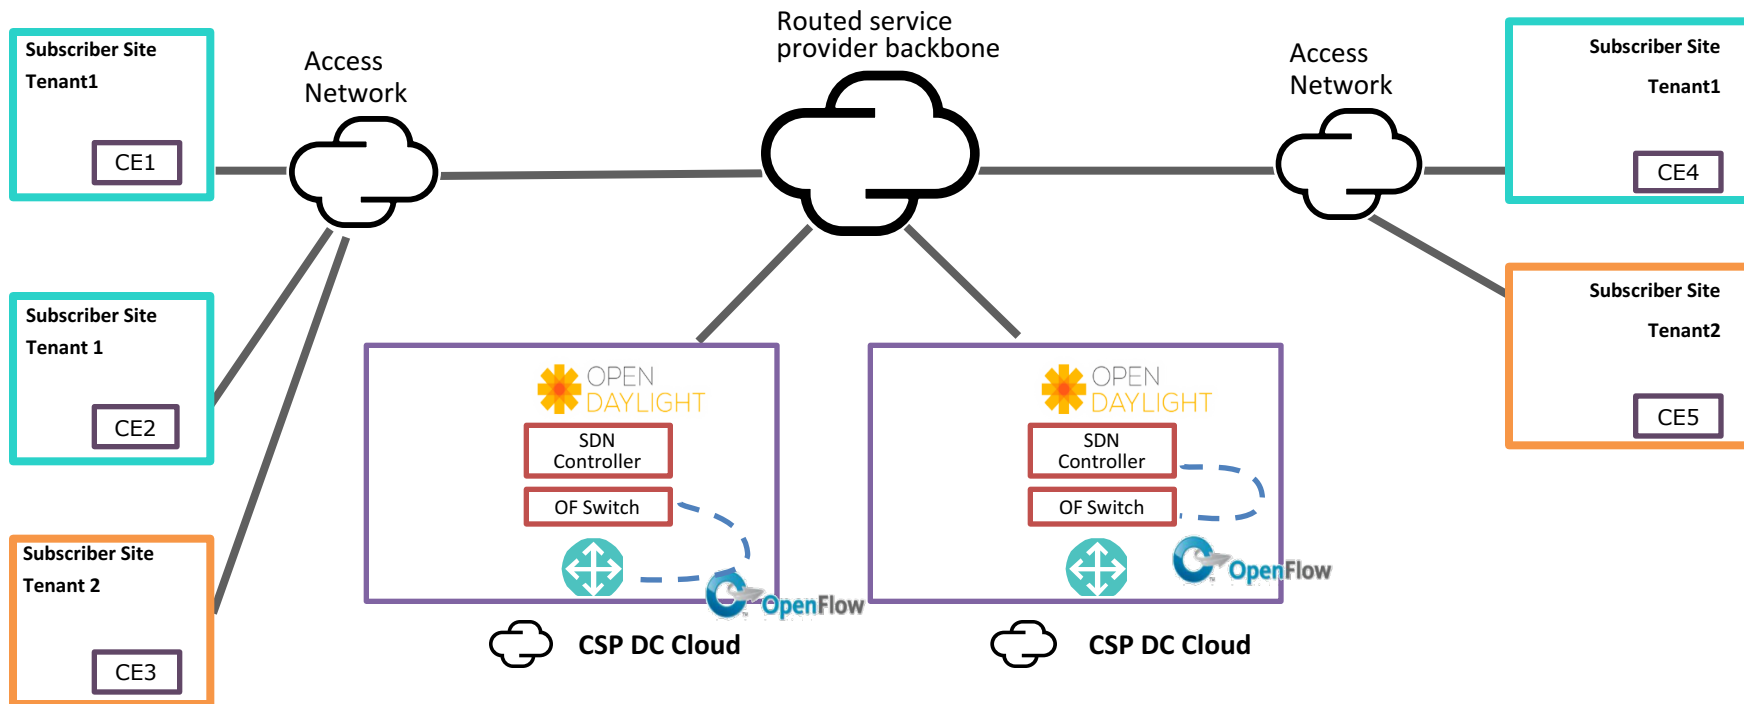 Routed service
provider backbone
Subscriber Site
Tenant1
CE1
Access
Network
Access
Network
Subscriber Site
Tenant1
CE4
Subscriber Site
Tenant 1
CE2
Subscriber Site
Tenant2
CE5
Subscriber Site
Tenant 2
CE3
OPEN
DAYLIGHT
SDN
Controller
OF Switch
OpenFlow
CSP DC Cloud
OPEN
DAYLIGHT
SDN
Controller
OF Switch
OpenFlow
CSP DC Cloud